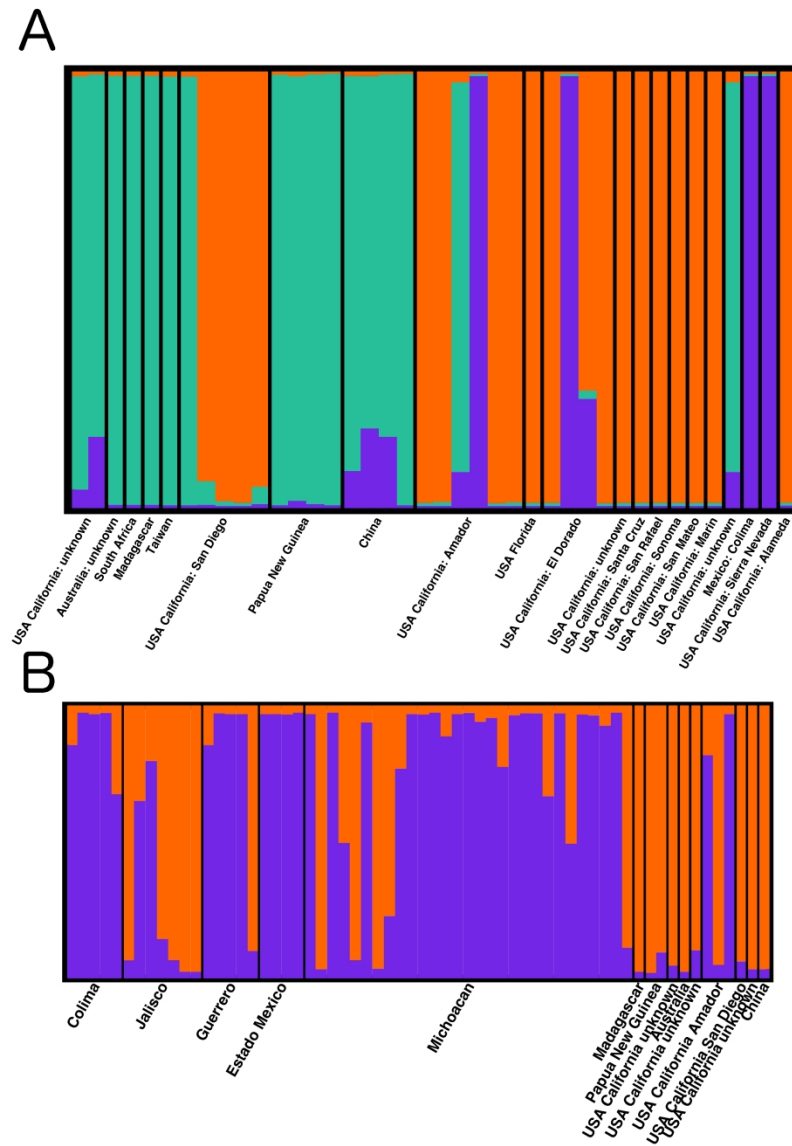 A
USA California: unknown
Australia: unknown
South Africa
Madagascar
Taiwan
USA California: San Diego
Papua New Guinea
China
USA California: Amador
USA Florida
USA California: El Dorado
USA California: unknown
USA California: Santa Cruz
USA California: San Rafael
USA California: Sonoma
USA California: San Mateo
USA California: Marin
USA California: unknown
Mexico: Colima
USA California: Sierra Nevada
USA California: Alameda
B
Colima
Jalisco
Guerrero
Estado Mexico
Michoacan
Madagascar
Papua New Guinea
USA California unknown
Australia
USA California unknown
USA California Amador
USA California San Diego
USA California unknown
China